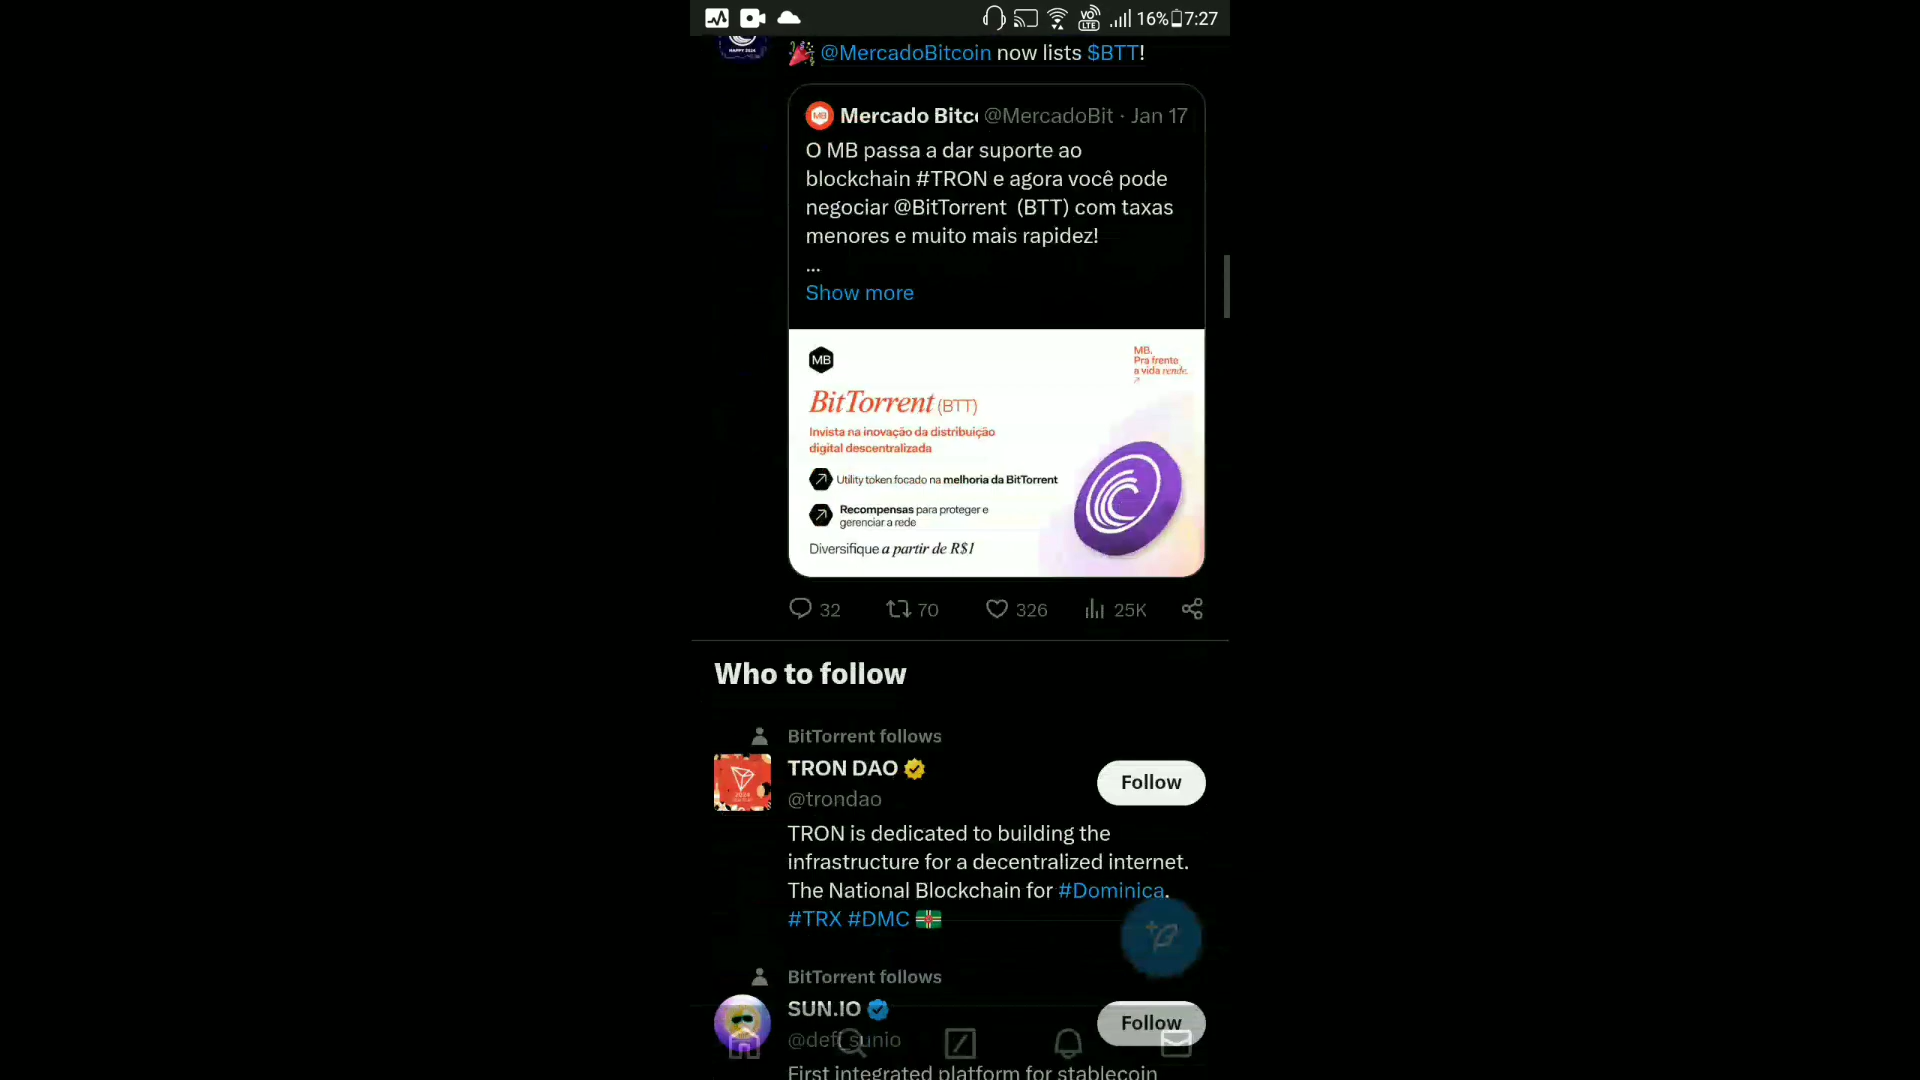 16% 7:27
@MercadoBitcoin now lists $BTT!
Mercado Bitc @MercadoBit · Jan 17
O MB passa a dar suporte ao
blockchain #TRON e agora você pode
negociar @BitTorrent (BTT) com taxas
menores e muito mais rapidez!
...
Show more
MB
MB.
Pra frente
a vida rende.
BitTorrent (BTT)
Invista na inovação da distribuição
digital descentralizada
Utility token focado na melhoria da BitTorrent
Recompensas para proteger e
gerenciar a rede
Diversifique a partir de R$1
32 70 326 25K
Who to follow
BitTorrent follows
TRON DAO
@trondao
Follow
TRON is dedicated to building the
infrastructure for a decentralized internet.
The National Blockchain for #Dominica.
#TRX #DMC
BitTorrent follows
SUN.IO
@defi_sunio
Follow
First integrated platform for stablecoin